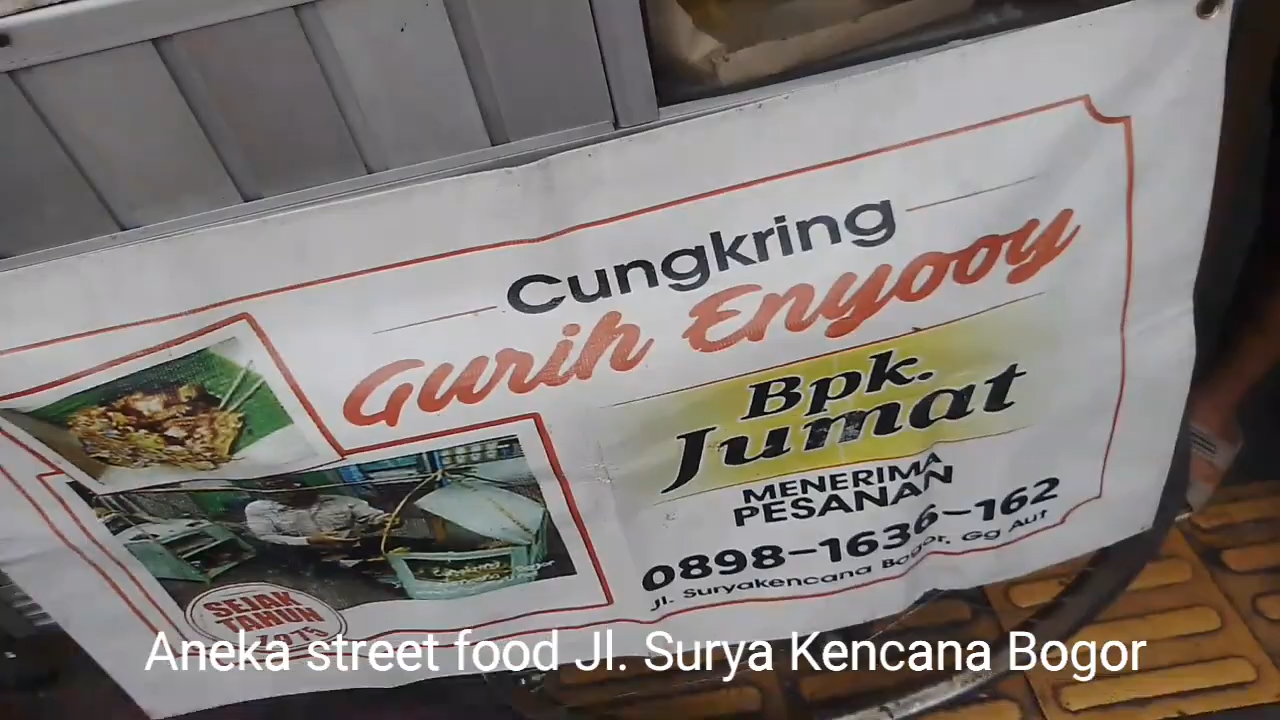 Cungkring
Gurih Enyooy
Bpk.
Jumat
MENERIMA
PESANAN
0898-1636-162
Jl. Suryakencana Bogor, Gg Aut
SEJAK
TAHUN
Aneka street food Jl. Surya Kencana Bogor